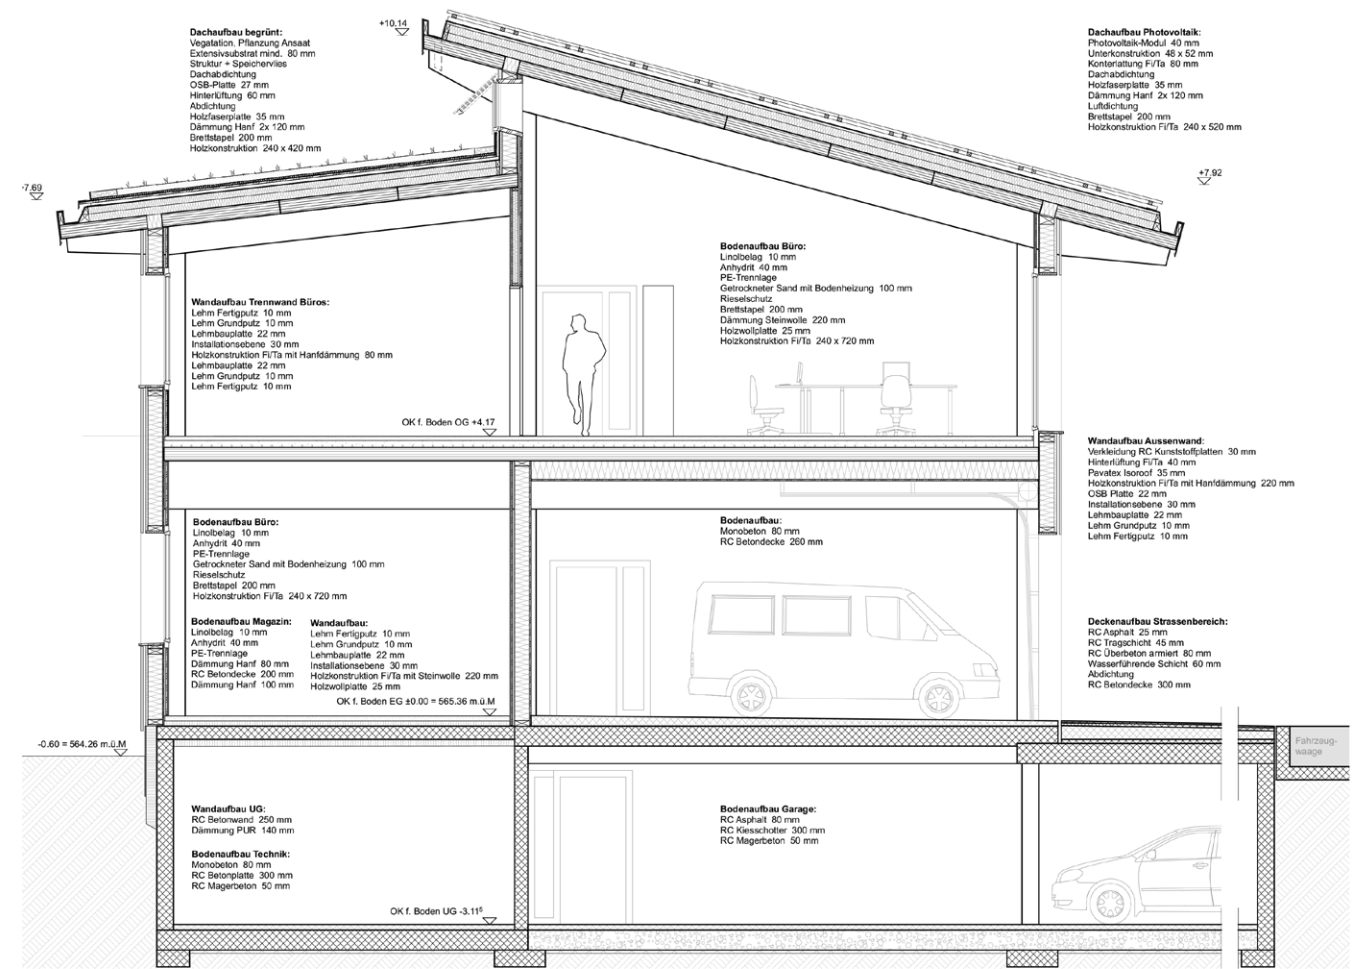 Dachaufbau begrünt:
Vegatation. Pflanzung Ansaat
Extensivsubstrat mind. 80 mm
Struktur + Speichervlies
Dachabdichtung
OSB-Platte 27 mm
Hinterlüftung 60 mm
Abdichtung
Holzfaserplatte 35 mm
Dämmung Hanf 2x 120 mm
Brettstapel 200 mm
Holzkonstruktion 240 x 420 mm
+10.14
Dachaufbau Photovoltaik:
Photovoltaik-Modul 40 mm
Unterkonstruktion 48 x 52 mm
Konterlattung Fi/Ta 80 mm
Dachabdichtung
Holzfaserplatte 35 mm
Dämmung Hanf 2x 120 mm
Luftdichtung
Brettstapel 200 mm
Holzkonstruktion Fi/Ta 240 x 520 mm
7.69
+7.92
Wandaufbau Trennwand Büros:
Lehm Fertigputz 10 mm
Lehm Grundputz 10 mm
Lehmbauplatte 22 mm
Installationsebene 30 mm
Holzkonstruktion Fi/Ta mit Hanfdämmung 80 mm
Lehmbauplatte 22 mm
Lehm Grundputz 10 mm
Lehm Fertigputz 10 mm
Bodenaufbau Büro:
Linolbelag 10 mm
Anhydrit 40 mm
PE-Trennlage
Getrockneter Sand mit Bodenheizung 100 mm
Rieselschutz
Brettstapel 200 mm
Dämmung Steinwolle 220 mm
Holzwollplatte 25 mm
Holzkonstruktion Fi/Ta 240 x 720 mm
OK f. Boden OG +4.17
Wandaufbau Aussenwand:
Verkleidung RC Kunststoffplatten 30 mm
Hinterlüftung Fi/Ta 40 mm
Pavatex Isoroof 35 mm
Holzkonstruktion Fi/Ta mit Hanfdämmung 220 mm
OSB Platte 22 mm
Installationsebene 30 mm
Lehmbauplatte 22 mm
Lehm Grundputz 10 mm
Lehm Fertigputz 10 mm
Bodenaufbau Büro:
Linolbelag 10 mm
Anhydrit 40 mm
PE-Trennlage
Getrockneter Sand mit Bodenheizung 100 mm
Rieselschutz
Brettstapel 200 mm
Holzkonstruktion Fi/Ta 240 x 720 mm
Bodenaufbau:
Monobeton 80 mm
RC Betondecke 260 mm
Bodenaufbau Magazin:
Linolbelag 10 mm
Anhydrit 40 mm
PE-Trennlage
Dämmung Hanf 80 mm
RC Betondecke 200 mm
Dämmung Hanf 100 mm
Wandaufbau:
Lehm Fertigputz 10 mm
Lehm Grundputz 10 mm
Lehmbauplatte 22 mm
Installationsebene 30 mm
Holzkonstruktion Fi/Ta mit Steinwolle 220 mm
Holzwollplatte 25 mm
OK f. Boden EG ±0.00 = 565.36 m.ü.M
Deckenaufbau Strassenbereich:
RC Asphalt 25 mm
RC Tragschicht 45 mm
RC Überbeton armiert 80 mm
Wasserführende Schicht 60 mm
Abdichtung
RC Betondecke 300 mm
-0.60 = 564.26 m.ü.M
Fahrzeug-
waage
Wandaufbau UG:
RC Betonwand 250 mm
Dämmung PUR 140 mm
Bodenaufbau Technik:
Monobeton 80 mm
RC Betonplatte 300 mm
RC Magerbeton 50 mm
Bodenaufbau Garage:
RC Asphalt 80 mm
RC Kiesschotter 300 mm
RC Magerbeton 50 mm
OK f. Boden UG -3.11⁵